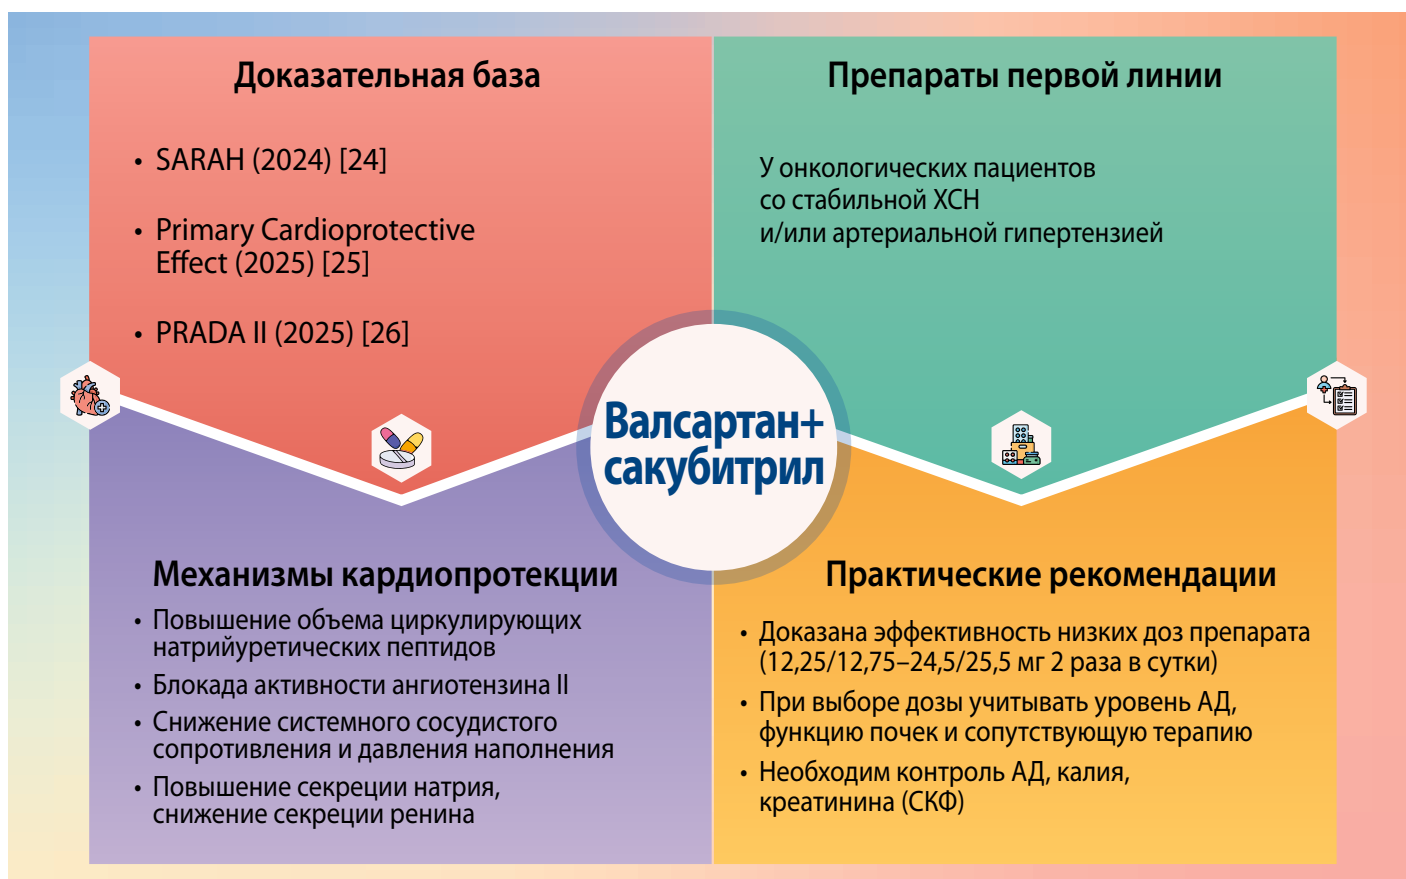 Доказательная база
• SARAH (2024) [24]
• Primary Cardioprotective
Effect (2025) [25]
• PRADA II (2025) [26]
Препараты первой линии
У онкологических пациентов
со стабильной ХСН
и/или артериальной гипертензией
Валсартан+
сакубитрил
Механизмы кардиопротекции
• Повышение объема циркулирующих
натрийуретических пептидов
• Блокада активности ангиотензина II
• Снижение системного сосудистого
сопротивления и давления наполнения
• Повышение секреции натрия,
снижение секреции ренина
Практические рекомендации
• Доказана эффективность низких доз препарата
(12,25/12,75–24,5/25,5 мг 2 раза в сутки)
• При выборе дозы учитывать уровень АД,
функцию почек и сопутствующую терапию
• Необходим контроль АД, калия,
креатинина (СКФ)